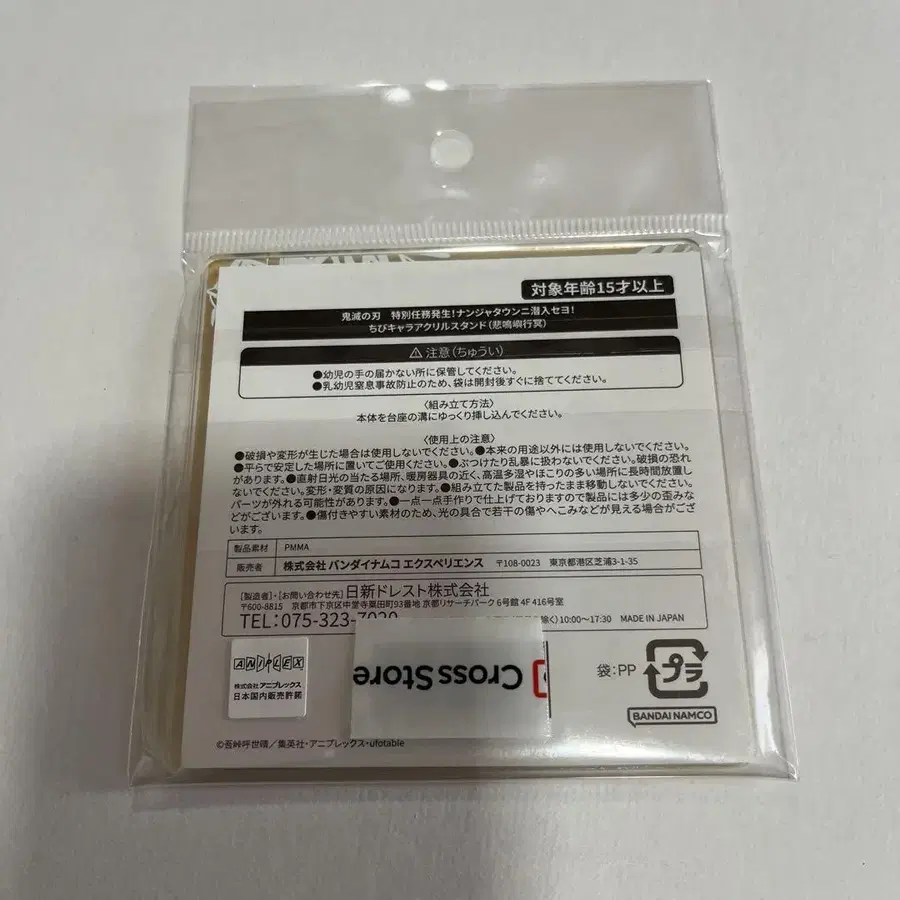 対象年齢15才以上
鬼滅の刃　特別任務発生！ナンジャタウンニ潜入セヨ！
ちびキャラアクリルスタンド（悲鳴嶼行冥）
⚠ 注意（ちゅうい）
●幼児の手の届かない所に保管してください。
●乳幼児窒息事故防止のため、袋は開封後すぐに捨ててください。
〈組み立て方法〉
本体を台座の溝にゆっくり挿し込んでください。
〈使用上の注意〉
●破損や変形が生じた場合は使用しないでください。●本来の用途以外には使用しないでください。
●平らで安定した場所に置いてご使用ください。●ぶつけたり乱暴に扱わないでください。破損の恐れ
があります。●直射日光の当たる場所、暖房器具の近く、高温多湿やほこりの多い場所に長時間放置し
ないでください。変形・変質の原因になります。●組み立てた製品を持ったまま移動しないでください。
パーツが外れる可能性があります。●一点一点手作りで仕上げておりますので製品には多少の歪みな
どがございます。●傷付きやすい素材のため、光の具合で若干の傷やへこみなどが見える場合がござ
います。
製品素材　PMMA
販売者　株式会社 バンダイナムコ エクスペリエンス　〒108-0023　東京都港区芝浦3-1-35
［製造者］・［お問い合わせ先］日新ドレスト株式会社
〒600-8815　京都市下京区中堂寺粟田町93番地 京都リサーチパーク6号館 4F 416号室
TEL：075-323-7020　除く）10:00～17:30　MADE IN JAPAN
ANIPLEX
株式会社アニプレックス
日本国内販売許諾
Cross Store
袋：PP
プラ
BANDAI NAMCO
©吾峠呼世晴／集英社・アニプレックス・ufotable